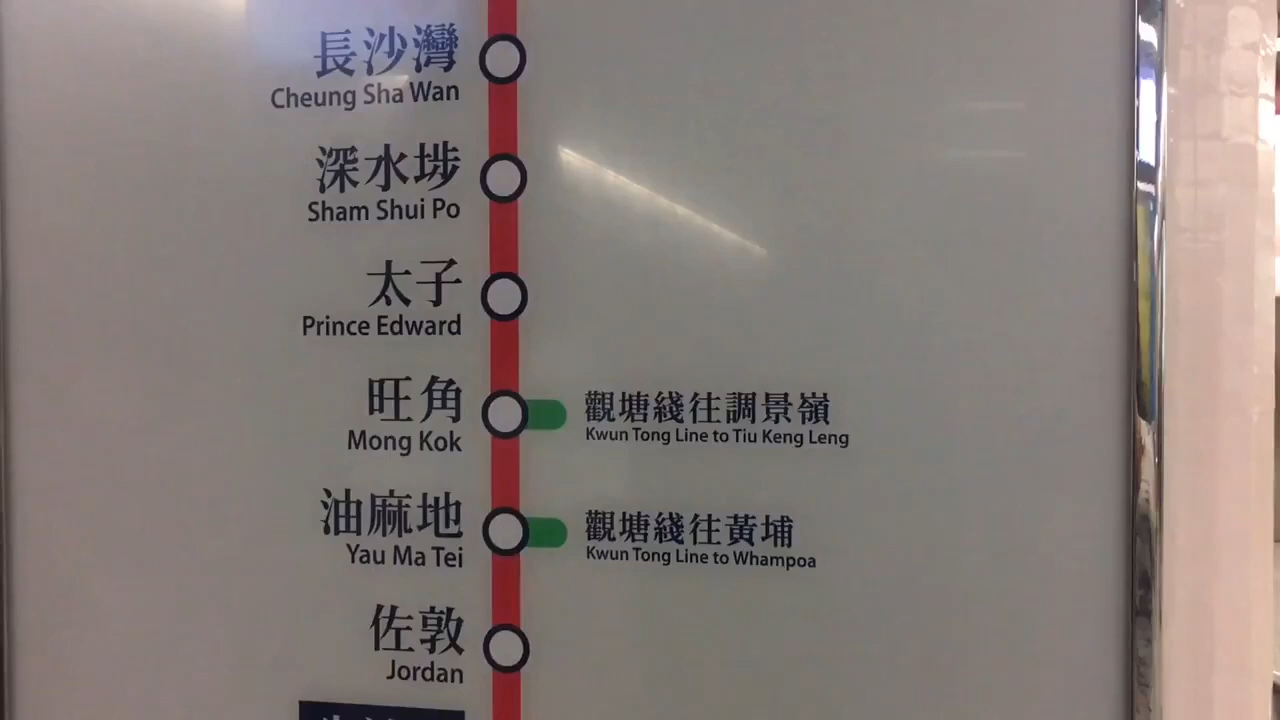 長沙灣
Cheung Sha Wan
深水埗
Sham Shui Po
太子
Prince Edward
旺角
Mong Kok
觀塘綫往調景嶺
Kwun Tong Line to Tiu Keng Leng
油麻地
Yau Ma Tei
觀塘綫往黃埔
Kwun Tong Line to Whampoa
佐敦
Jordan